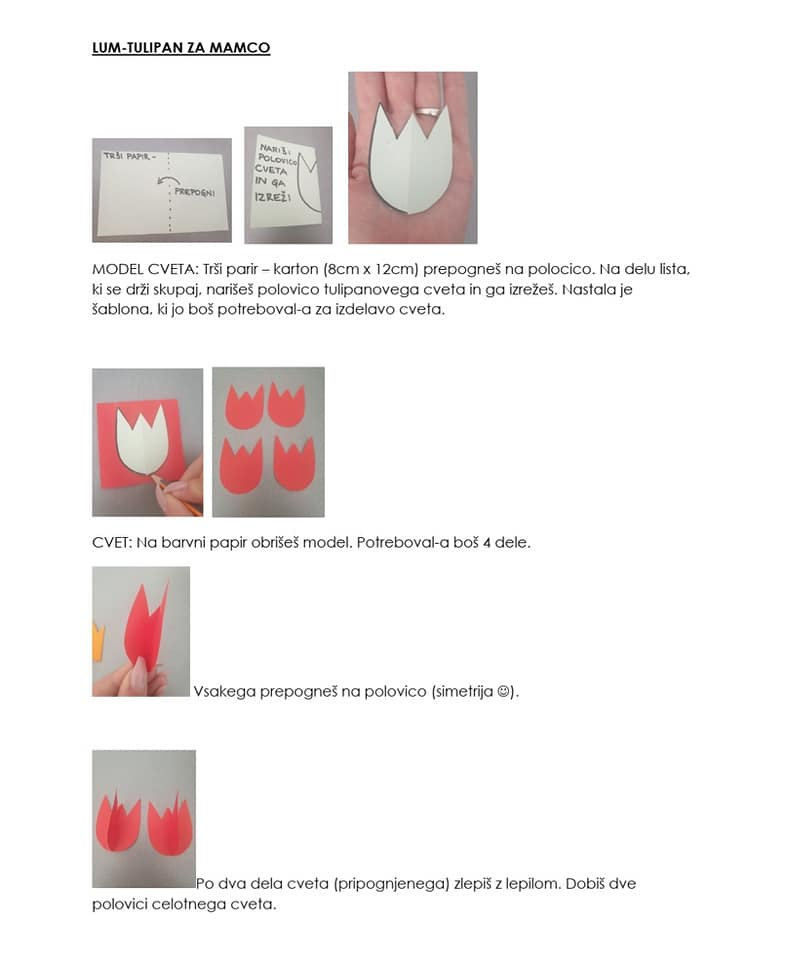 LUM-TULIPAN ZA MAMCO
TRŠI PAPIR-
PREPOGNI
NARIŠI
POLOVICO
CVETA
IN GA
IZREŽI
MODEL CVETA: Trši parir – karton (8cm x 12cm) prepogneš na polocico. Na delu lista,
ki se drži skupaj, narišeš polovico tulipanovega cveta in ga izrežeš. Nastala je
šablona, ki jo boš potreboval-a za izdelavo cveta.
CVET: Na barvni papir obrišeš model. Potreboval-a boš 4 dele.
Vsakega prepogneš na polovico (simetrija ☺).
Po dva dela cveta (pripognjenega) zlepiš z lepilom. Dobiš dve
polovici celotnega cveta.